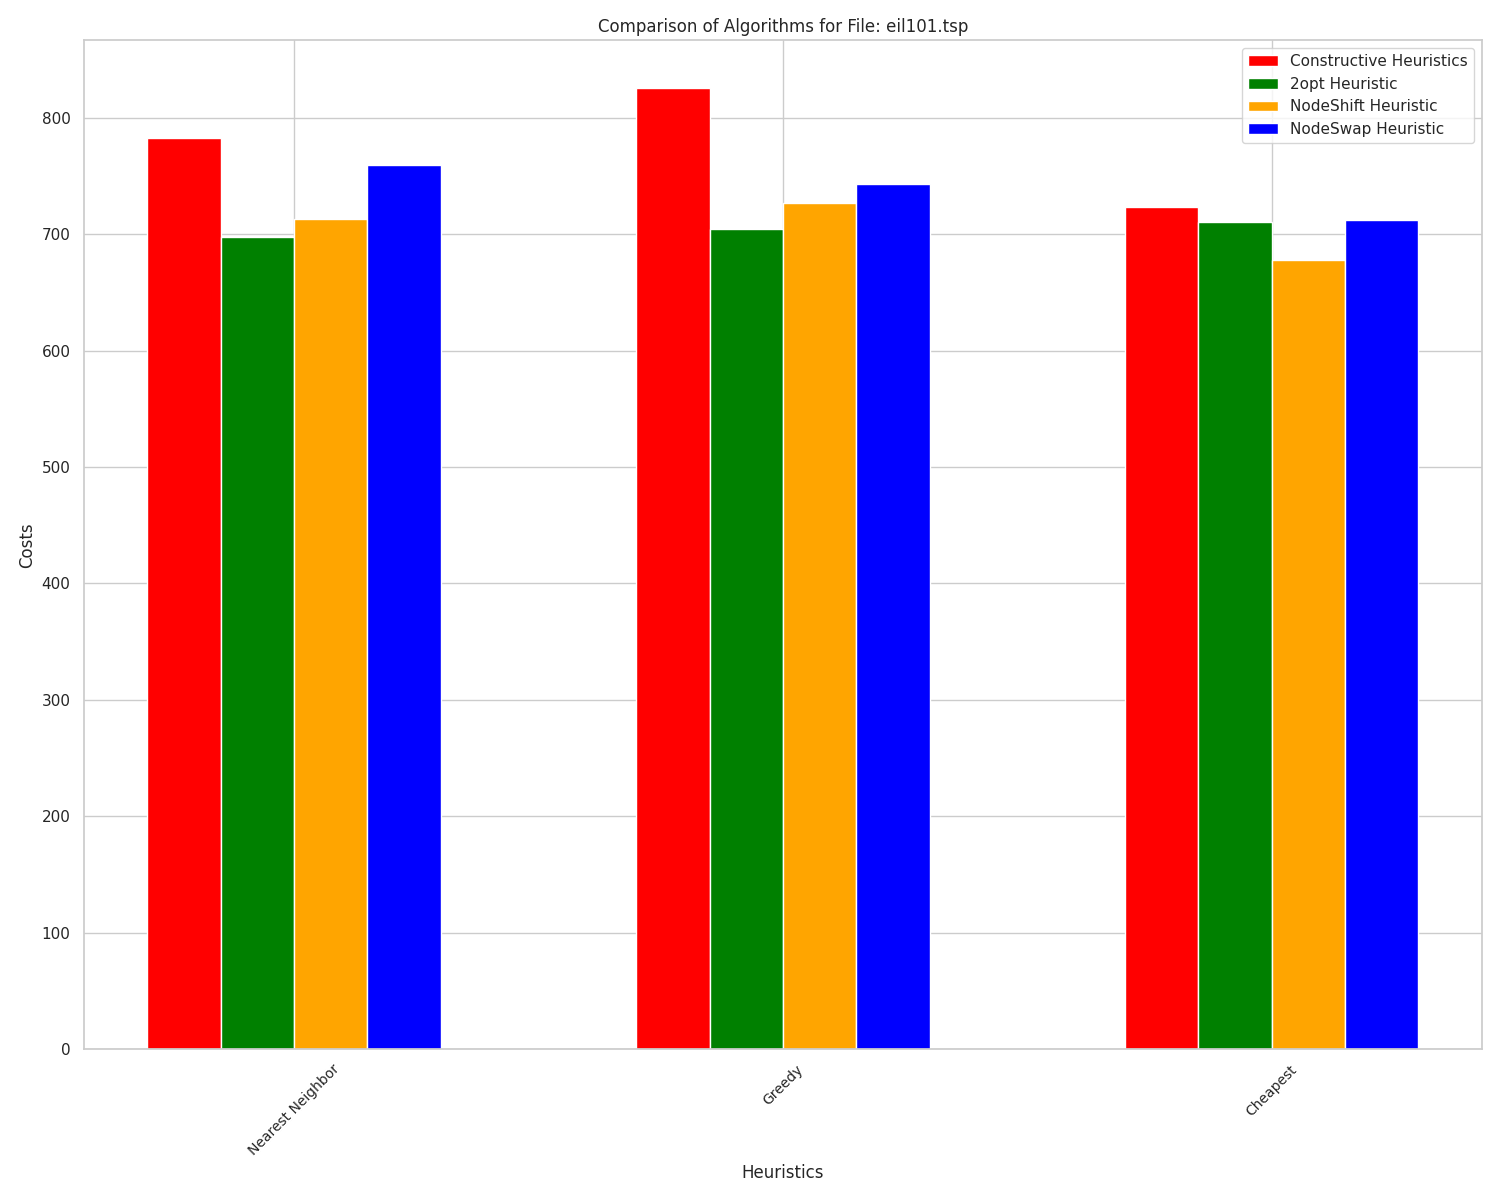 Comparison of Algorithms for File: eil101.tsp
Constructive Heuristics
2opt Heuristic
NodeShift Heuristic
NodeSwap Heuristic
800
700
600
500
400
300
200
100
0
Costs
Nearest Neighbor
Greedy
Cheapest
Heuristics